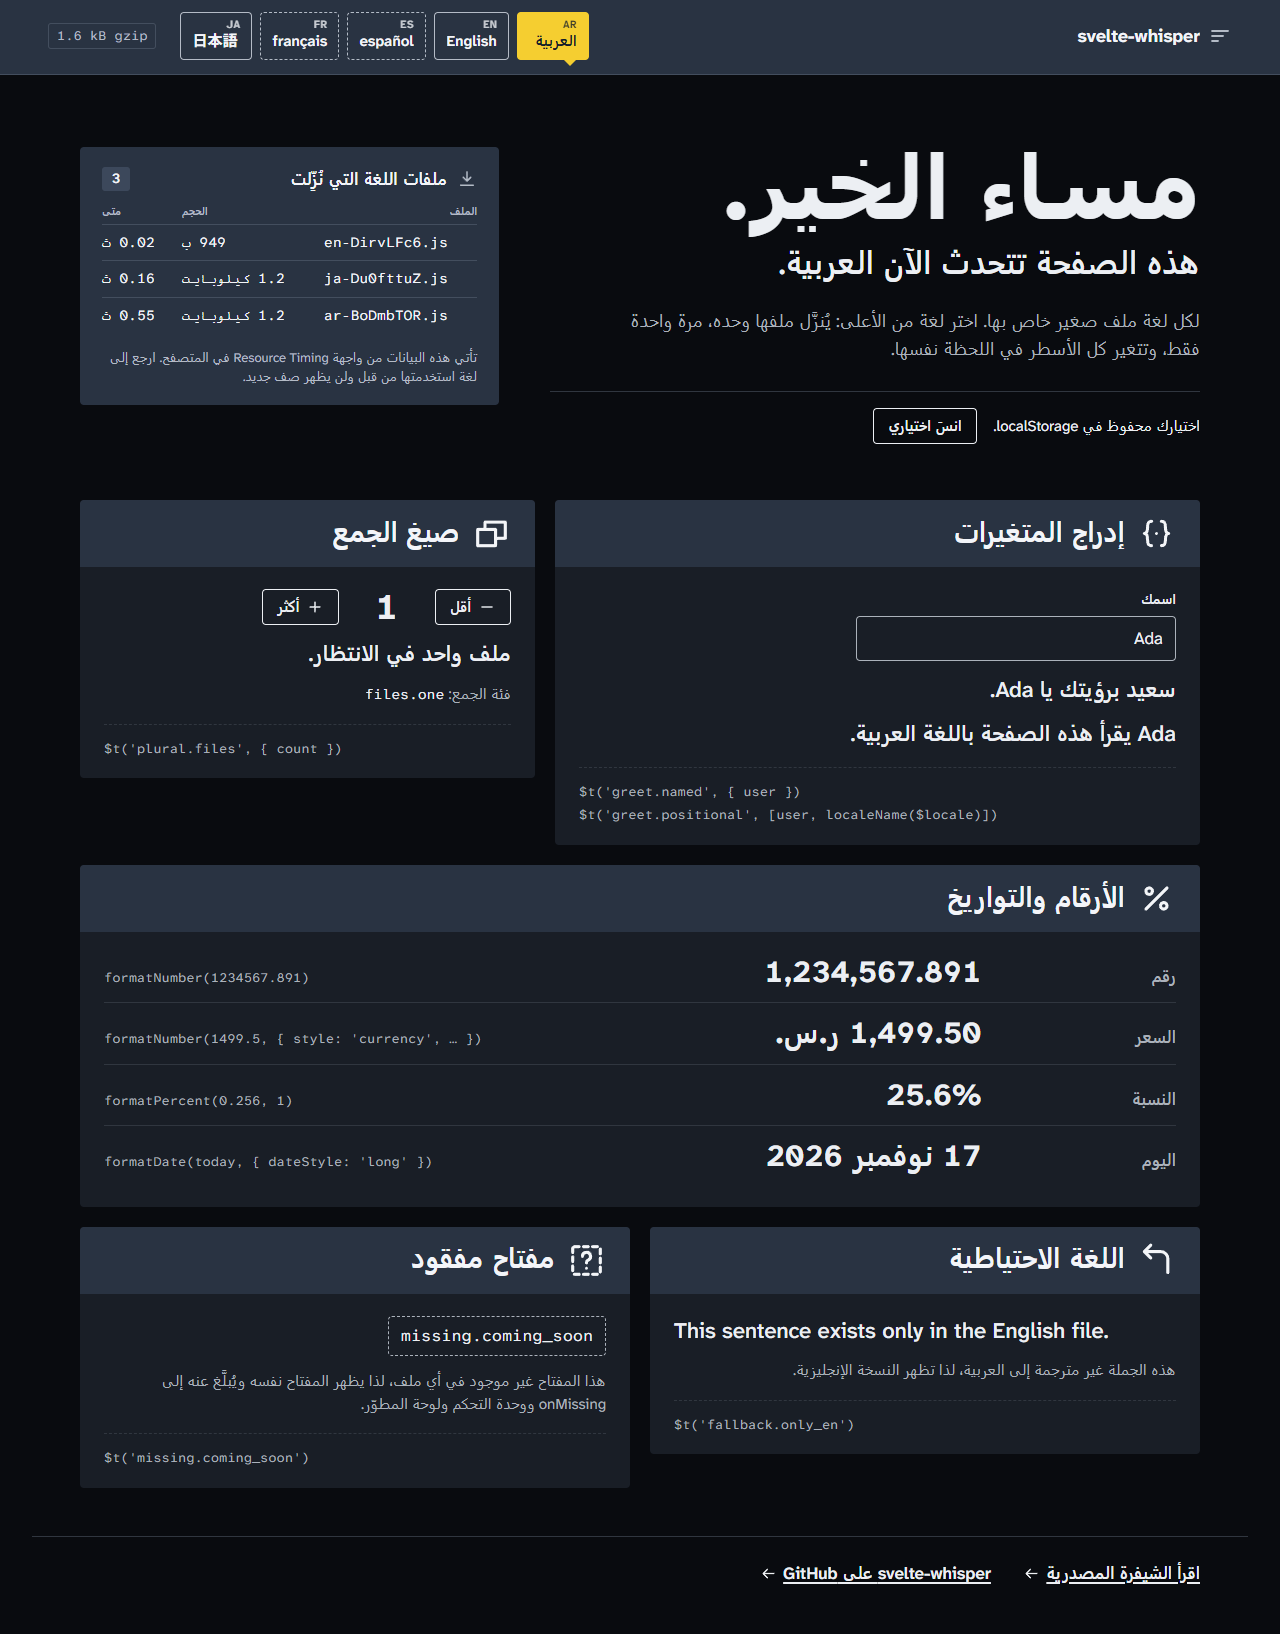 svelte-whisper
AR
العربية
EN
English
ES
español
FR
français
JA
日本語
1.6 kB gzip
مساء الخير.
هذه الصفحة تتحدث الآن العربية.
لكل لغة ملف صغير خاص بها. اختر لغة من الأعلى: يُنزَّل ملفها وحده، مرة واحدة
فقط، وتتغير كل الأسطر في اللحظة نفسها.
اختيارك محفوظ في localStorage.
انسَ اختياري
ملفات اللغة التي نُزِّلت
3
الملف الحجم متى
en-DirvLFc6.js 949 ب 0.02 ث
ja-Du0fttuZ.js 1.2 كيلوبايت 0.16 ث
ar-BoDmbTOR.js 1.2 كيلوبايت 0.55 ث
تأتي هذه البيانات من واجهة Resource Timing في المتصفح. ارجع إلى
لغة استخدمتها من قبل ولن يظهر صف جديد.
إدراج المتغيرات
اسمك
Ada
سعيد برؤيتك يا Ada.
Ada يقرأ هذه الصفحة باللغة العربية.
$t('greet.named', { user })
$t('greet.positional', [user, localeName($locale)])
صيغ الجمع
− أقل
1
+ أكثر
ملف واحد في الانتظار.
فئة الجمع: files.one
$t('plural.files', { count })
الأرقام والتواريخ
رقم 1,234,567.891 formatNumber(1234567.891)
السعر 1,499.50 ر.س. formatNumber(1499.5, { style: 'currency', … })
النسبة 25.6% formatPercent(0.256, 1)
اليوم 17 نوفمبر 2026 formatDate(today, { dateStyle: 'long' })
اللغة الاحتياطية
This sentence exists only in the English file.
هذه الجملة غير مترجمة إلى العربية، لذا تظهر النسخة الإنجليزية.
$t('fallback.only_en')
مفتاح مفقود
missing.coming_soon
هذا المفتاح غير موجود في أي ملف، لذا يظهر المفتاح نفسه ويُبلَّغ عنه إلى
onMissing ووحدة التحكم ولوحة المطوّر.
$t('missing.coming_soon')
اقرأ الشيفرة المصدرية ←
svelte-whisper على GitHub ←